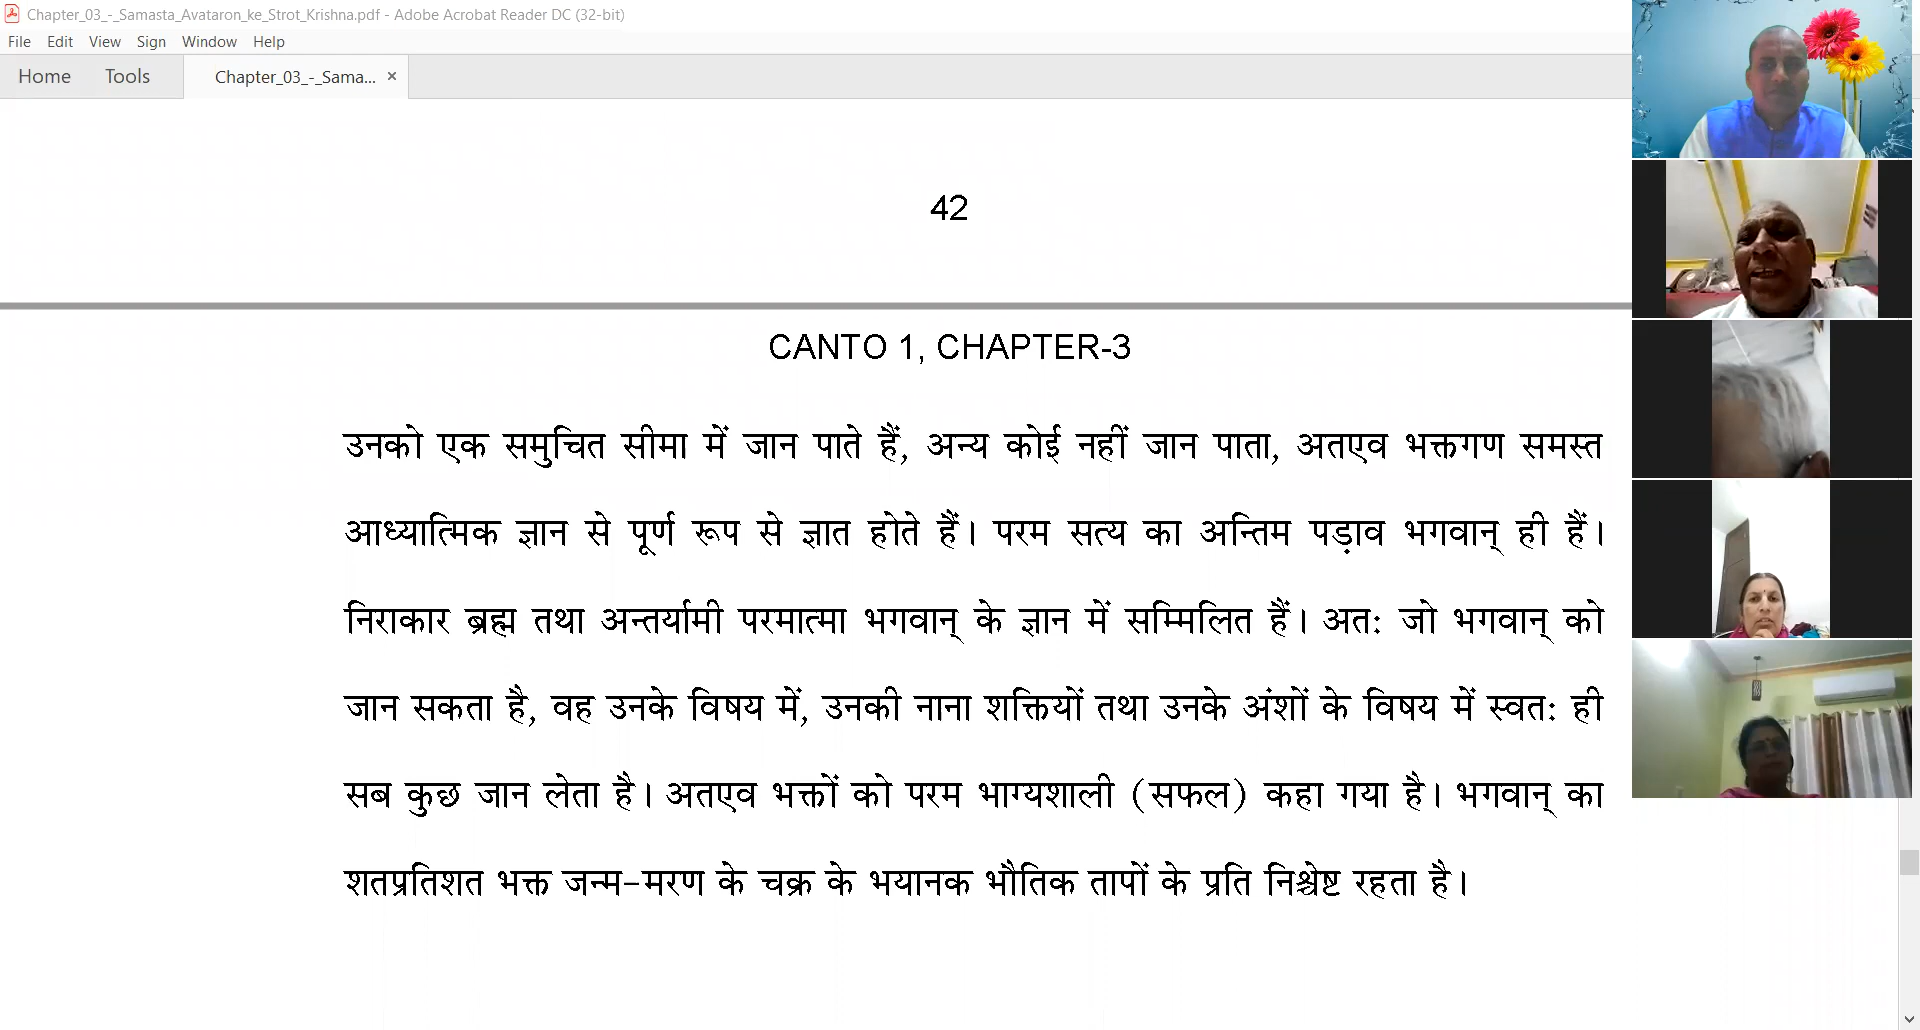 Chapter_03_-_Samasta_Avataron_ke_Strot_Krishna.pdf - Adobe Acrobat Reader DC (32-bit)
File Edit View Sign Window Help
Home Tools Chapter_03_-_Sama... ×
42
CANTO 1, CHAPTER-3
उनको एक समुचित सीमा में जान पाते हैं, अन्य कोई नहीं जान पाता, अतएव भक्तगण समस्त
आध्यात्मिक ज्ञान से पूर्ण रूप से ज्ञात होते हैं। परम सत्य का अन्तिम पड़ाव भगवान् ही हैं।
निराकार ब्रह्म तथा अन्तर्यामी परमात्मा भगवान् के ज्ञान में सम्मिलित हैं। अतः जो भगवान् को
जान सकता है, वह उनके विषय में, उनकी नाना शक्तियों तथा उनके अंशों के विषय में स्वतः ही
सब कुछ जान लेता है। अतएव भक्तों को परम भाग्यशाली (सफल) कहा गया है। भगवान् का
शतप्रतिशत भक्त जन्म-मरण के चक्र के भयानक भौतिक तापों के प्रति निश्चेष्ट रहता है।